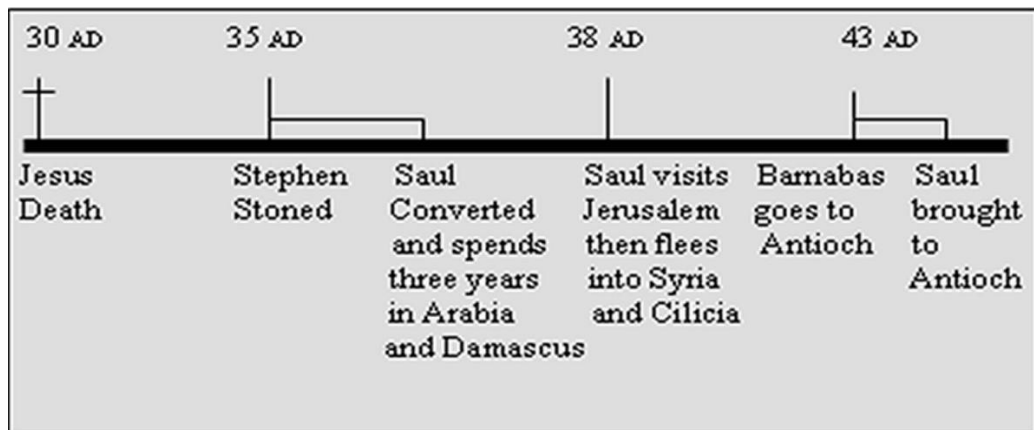 30 AD
35 AD
38 AD
43 AD
Jesus
Death
Stephen
Stoned
Saul
Converted
and spends
three years
in Arabia
and Damascus
Saul visits
Jerusalem
then flees
into Syria
and Cilicia
Barnabas
goes to
Antioch
Saul
brought
to
Antioch